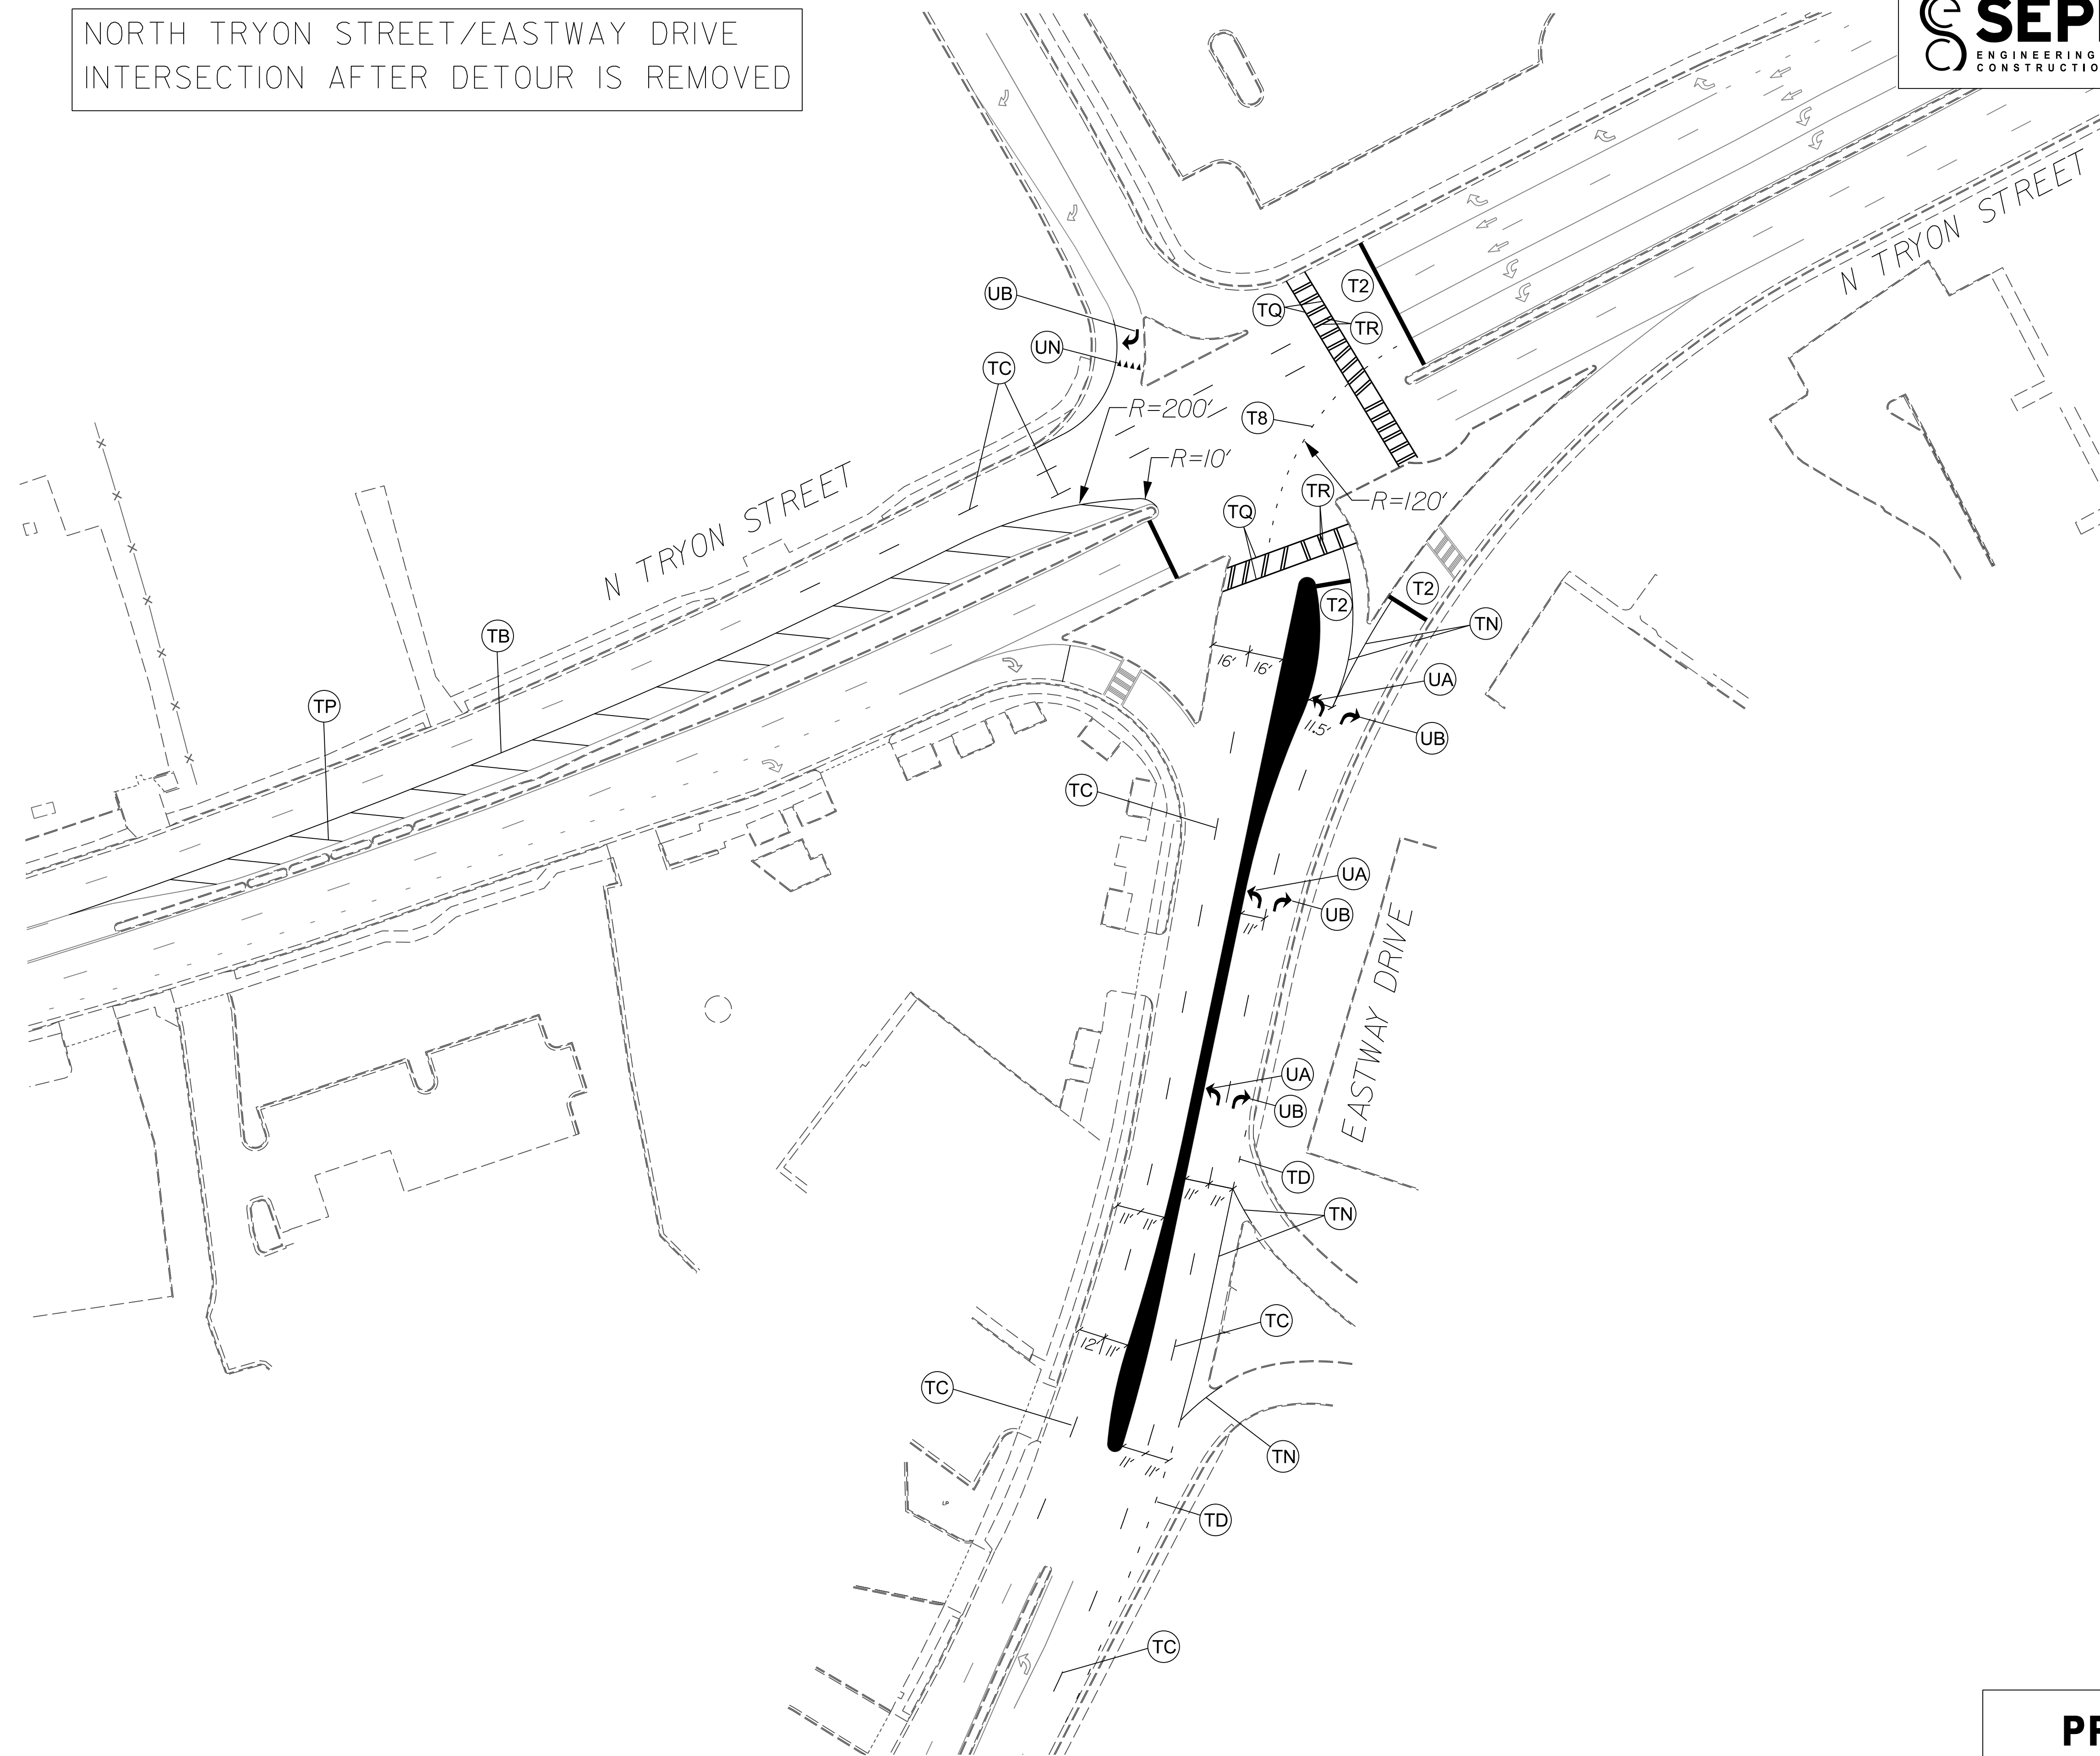 NORTH TRYON STREET/EASTWAY DRIVE
INTERSECTION AFTER DETOUR IS REMOVED
SEP
ENGINEERING
CONSTRUCTIO
N TRYON STREET
UB
T2
TQ
TR
UN
TC
R=200'
T8
R=10'
R=120'
TR
TQ
N TRYON STREET
T2
T2
TN
TB
16'
16'
UA
TP
11.5'
UB
TC
UA
UB
11'
EASTWAY DRIVE
UA
UB
TD
11'
11'
TN
11'
11'
TC
12'
11'
TC
TN
11'
11'
LP
TD
TC
PR